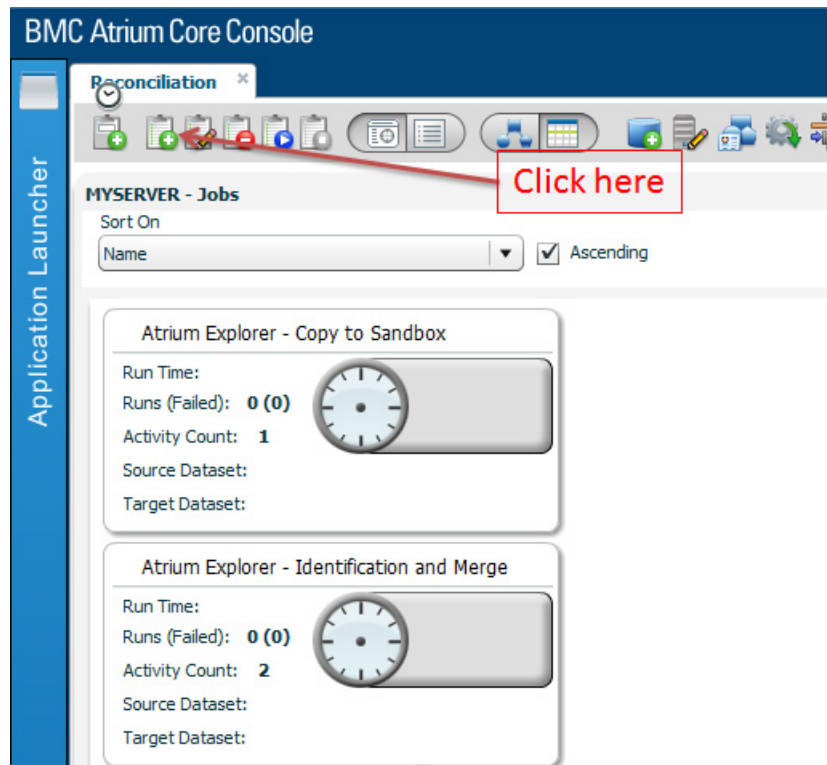 BMC Atrium Core Console
Reconciliation
Application Launcher
Click here
MYSERVER - Jobs
Sort On
Name
Ascending
Atrium Explorer - Copy to Sandbox
Run Time:
Runs (Failed): 0 (0)
Activity Count: 1
Source Dataset:
Target Dataset:
Atrium Explorer - Identification and Merge
Run Time:
Runs (Failed): 0 (0)
Activity Count: 2
Source Dataset:
Target Dataset: